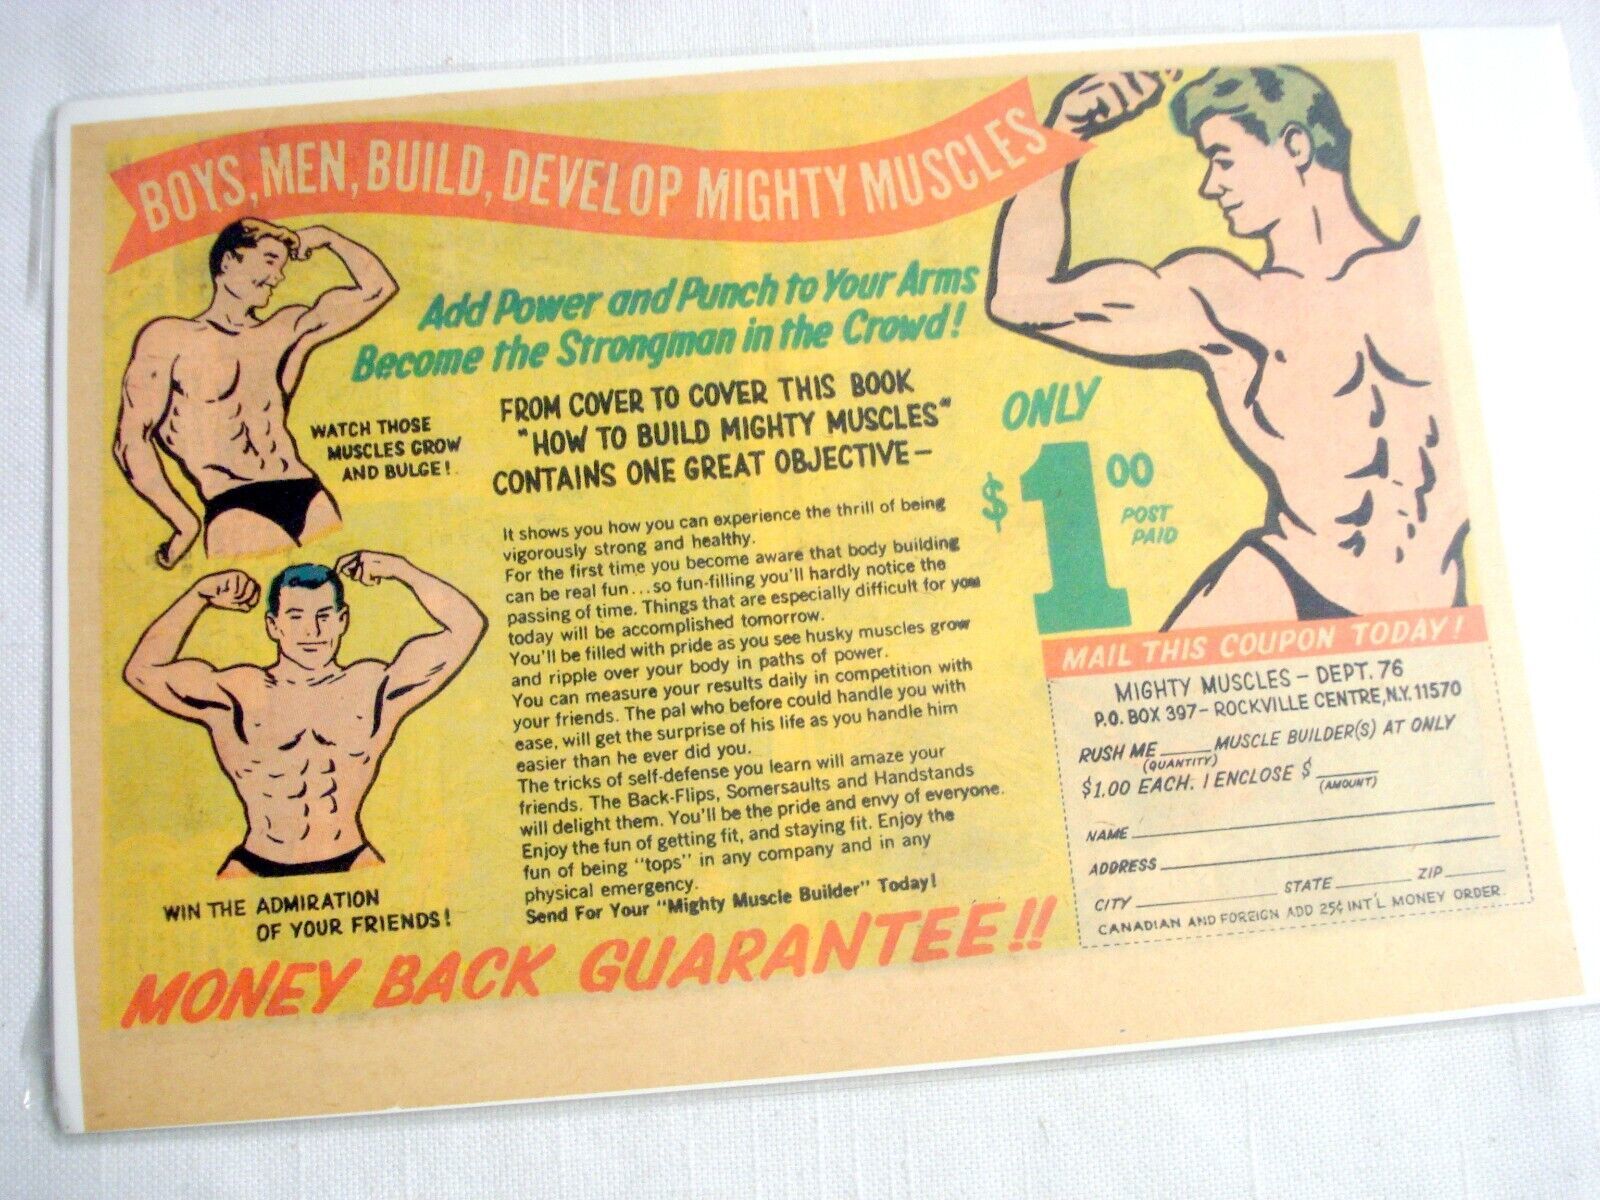 BOYS, MEN, BUILD, DEVELOP MIGHTY MUSCLES
Add Power and Punch to Your Arms
Become the Strongman in the Crowd!
WATCH THOSE
MUSCLES GROW
AND BULGE!
FROM COVER TO COVER THIS BOOK
"HOW TO BUILD MIGHTY MUSCLES"
CONTAINS ONE GREAT OBJECTIVE—
ONLY
$1.00
POST
PAID
It shows you how you can experience the thrill of being
vigorously strong and healthy.
For the first time you become aware that body building
can be real fun...so fun-filling you'll hardly notice the
passing of time. Things that are especially difficult for you
today will be accomplished tomorrow.
You'll be filled with pride as you see husky muscles grow
and ripple over your body in paths of power.
You can measure your results daily in competition with
your friends. The pal who before could handle you with
ease, will get the surprise of his life as you handle him
easier than he ever did you.
The tricks of self-defense you learn will amaze your
friends. The Back-Flips, Somersaults and Handstands
will delight them. You'll be the pride and envy of everyone.
Enjoy the fun of getting fit, and staying fit. Enjoy the
fun of being "tops" in any company and in any
physical emergency.
Send For Your "Mighty Muscle Builder" Today!
WIN THE ADMIRATION
OF YOUR FRIENDS!
MONEY BACK GUARANTEE!!
MAIL THIS COUPON TODAY!
MIGHTY MUSCLES — DEPT. 76
P.O. BOX 397 — ROCKVILLE CENTRE, N.Y. 11570
RUSH ME ____ MUSCLE BUILDER(S) AT ONLY
(QUANTITY)
$1.00 EACH. I ENCLOSE $ ____
(AMOUNT)
NAME
ADDRESS
CITY STATE ZIP
CANADIAN AND FOREIGN ADD 25¢ INT'L MONEY ORDER.